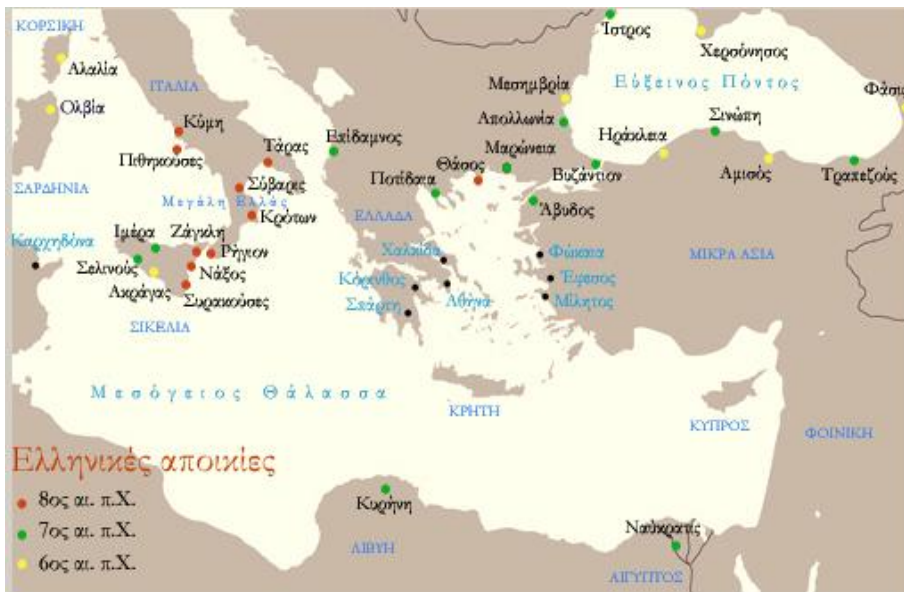 ΚΟΡΣΙΚΗ
Αλαλία
Ολβία
ΙΤΑΛΙΑ
Κύμη
Πιθηκούσες
Τάρας
ΣΑΡΔΗΝΙΑ
Σύβαρις
Μεγάλη Ελλάς
Κρότων
Καρχηδόνα
Ιμέρα
Ζάγκλη
Ρήγιον
Σελινούς
Νάξος
Ακράγας
Συρακούσες
ΣΙΚΕΛΙΑ
Επίδαμνος
Ποτίδαια
Θάσος
Μαρώνεια
ΕΛΛΑΔΑ
Χαλκίδα
Κόρινθος
Αθήνα
Σπάρτη
Ίστρος
Χερσόνησος
Εύξεινος Πόντος
Μεσημβρία
Απολλωνία
Ηράκλεια
Σινώπη
Φάσις
Βυζάντιον
Αμισός
Τραπεζούς
Άβυδος
Φώκαια
Έφεσος
Μίλητος
ΜΙΚΡΑ ΑΣΙΑ
Μεσόγειος Θάλασσα
ΚΡΗΤΗ
ΚΥΠΡΟΣ
ΦΟΙΝΙΚΗ
Ελληνικές αποικίες
8ος αι. π.Χ.
7ος αι. π.Χ.
6ος αι. π.Χ.
Κυρήνη
ΛΙΒΥΗ
Ναύκρατις
ΑΙΓΥΠΤΟΣ